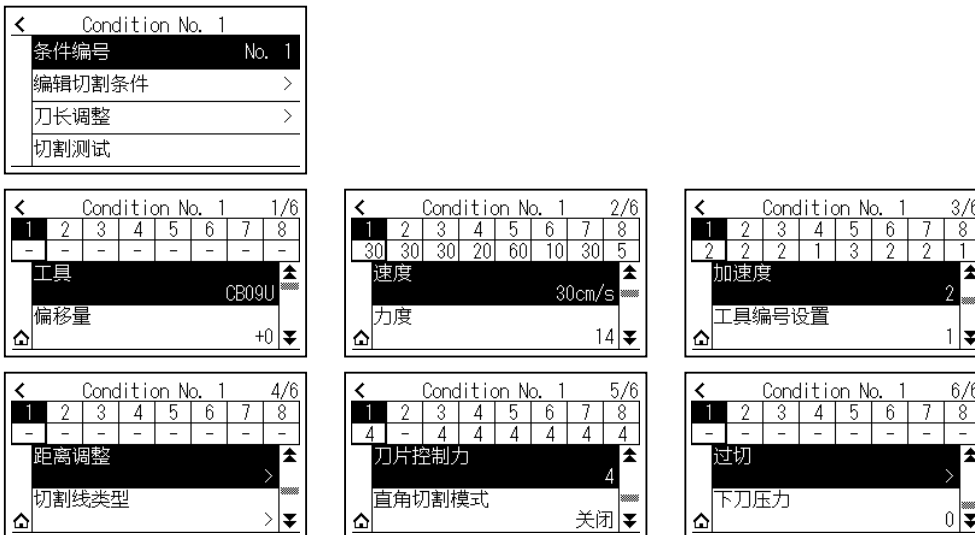 < Condition No. 1
条件编号 No. 1
编辑切割条件 >
刀长调整 >
切割测试
< Condition No. 1 1/6
1 2 3 4 5 6 7 8
- - - - - - - -
工具
CB09U
偏移量
+0
< Condition No. 1 2/6
1 2 3 4 5 6 7 8
30 30 30 20 60 10 30 5
速度
30cm/s
力度
14
< Condition No. 1 3/6
1 2 3 4 5 6 7 8
2 2 2 1 3 2 2 1
加速度
2
工具编号设置
1
< Condition No. 1 4/6
1 2 3 4 5 6 7 8
- - - - - - - -
距离调整
>
切割线类型
>
< Condition No. 1 5/6
1 2 3 4 5 6 7 8
4 - 4 4 4 4 4 4
刀片控制力
4
直角切割模式
关闭
< Condition No. 1 6/6
1 2 3 4 5 6 7 8
- - - - - - - -
过切
>
下刀压力
0